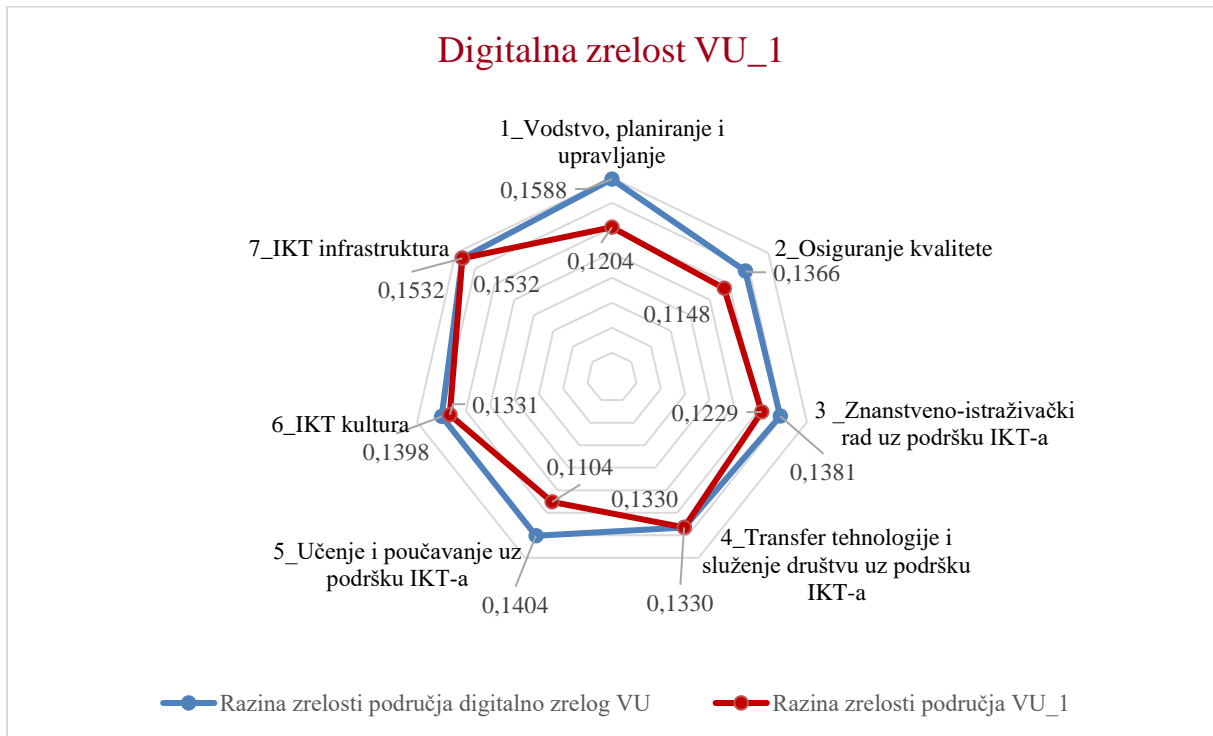 Digitalna zrelost VU_1
1_Vodstvo, planiranje i
upravljanje
0,1588
7_IKT infrastruktura
2_Osiguranje kvalitete
0,1204
0,1366
0,1532
0,1532
0,1148
0,1331
0,1229
3 _Znanstveno-istraživački
rad uz podršku IKT-a
6_IKT kultura
0,1398
0,1381
0,1104
0,1330
5_Učenje i poučavanje uz
podršku IKT-a
4_Transfer tehnologije i
služenje društvu uz podršku
IKT-a
0,1404
0,1330
Razina zrelosti područja digitalno zrelog VU
Razina zrelosti područja VU_1